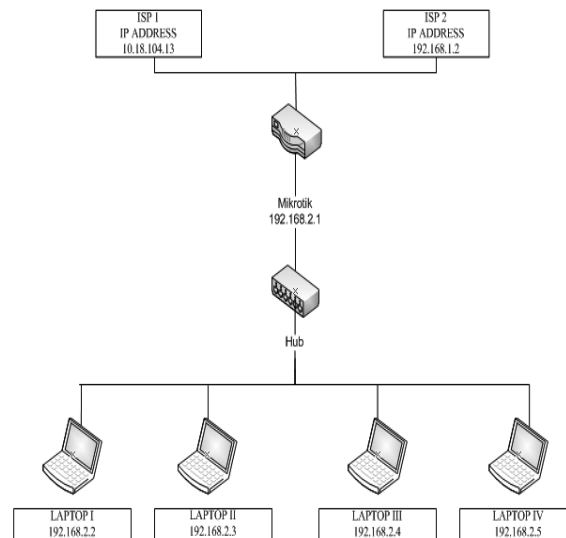 ISP 1
IP ADDRESS
10.18.104.13
ISP 2
IP ADDRESS
192.168.1.2
Mikrotik
192.168.2.1
Hub
LAPTOP I
192.168.2.2
LAPTOP II
192.168.2.3
LAPTOP III
192.168.2.4
LAPTOP IV
192.168.2.5